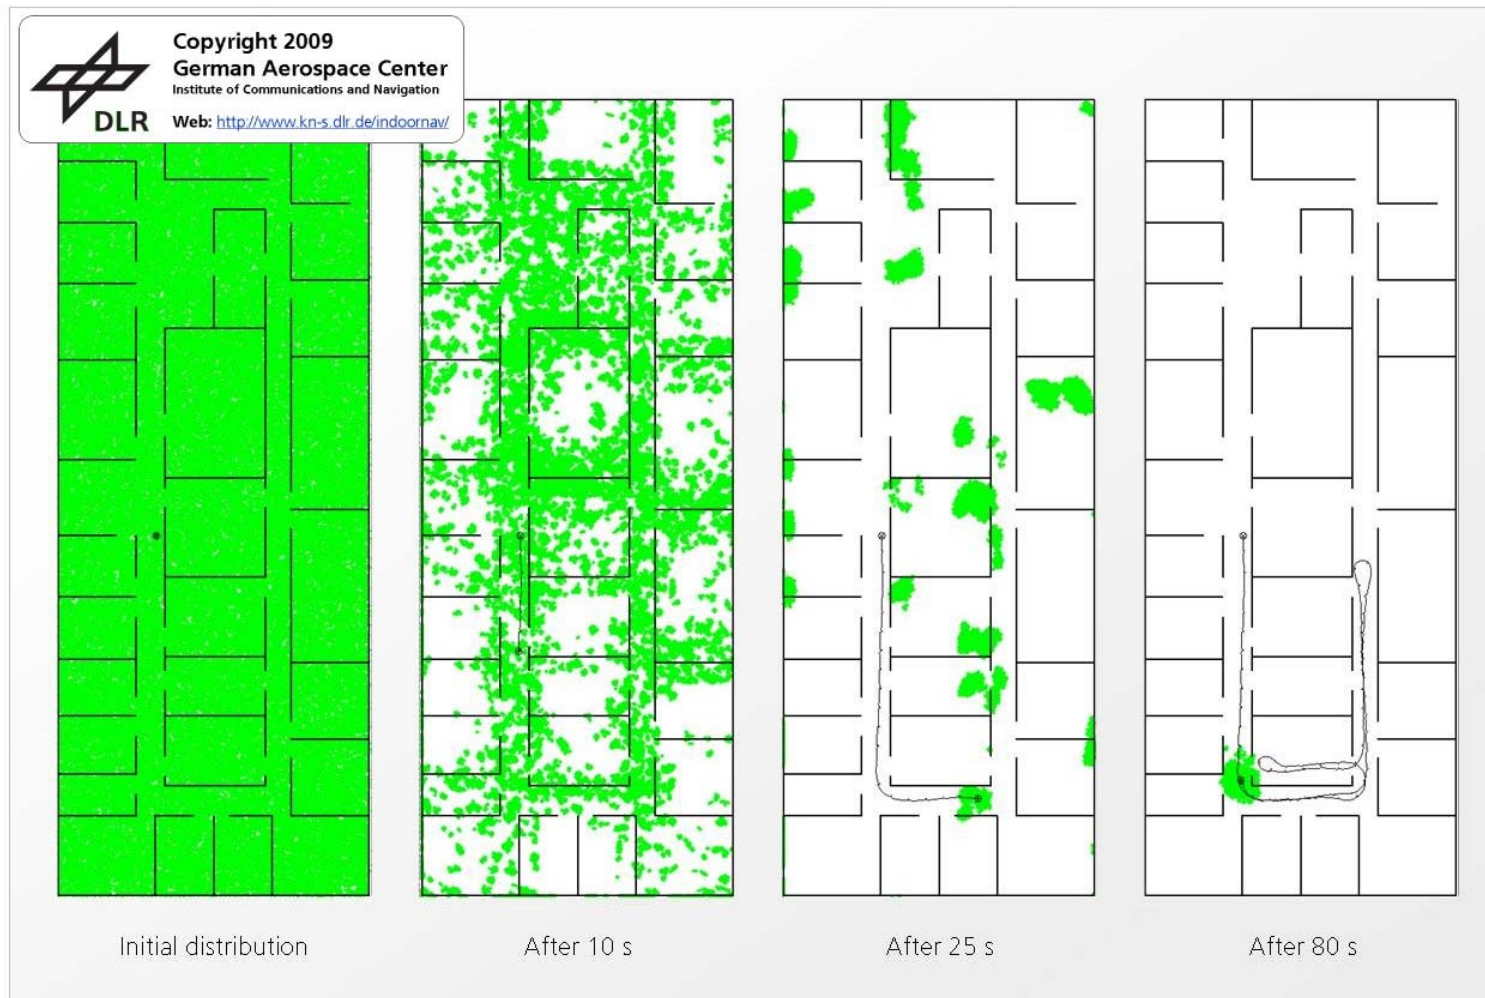 Copyright 2009
German Aerospace Center
Institute of Communications and Navigation
DLR
Web: http://www.kn-s.dlr.de/indoornav/
Initial distribution
After 10 s
After 25 s
After 80 s